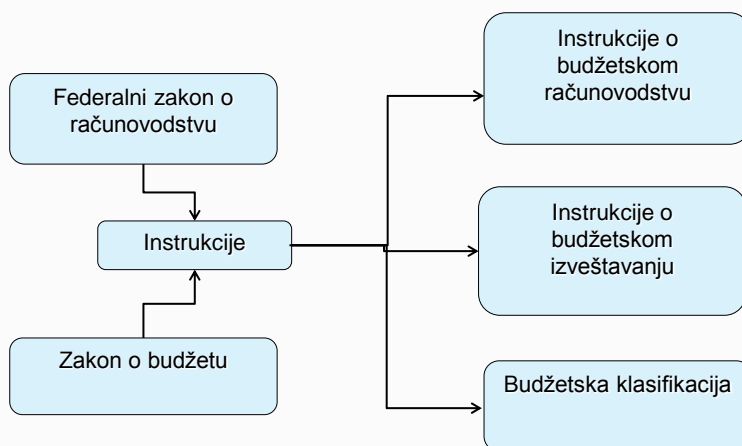 Federalni zakon o
računovodstvu
Instrukcije
Zakon o budžetu
Instrukcije o
budžetskom
računovodstvu
Instrukcije o
budžetskom
izveštavanju
Budžetska klasifikacija